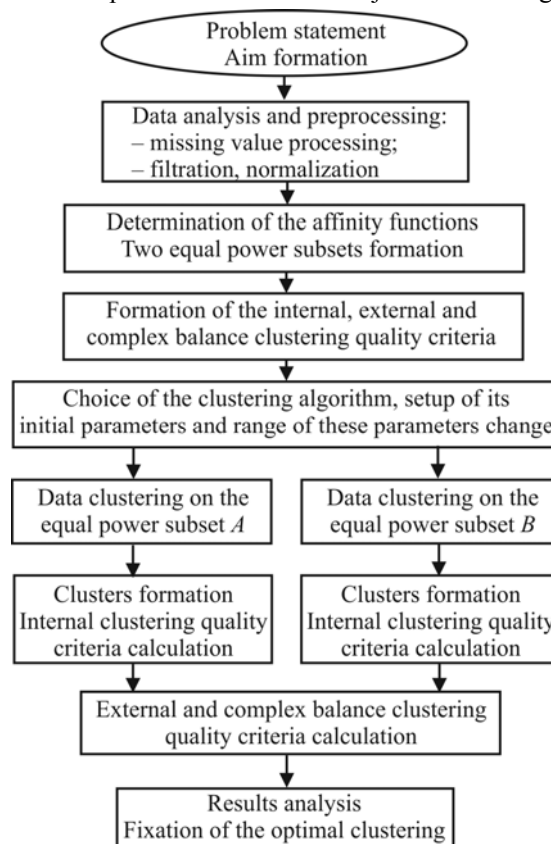 Problem statement
Aim formation
Data analysis and preprocessing:
– missing value processing;
– filtration, normalization
Determination of the affinity functions
Two equal power subsets formation
Formation of the internal, external and
complex balance clustering quality criteria
Choice of the clustering algorithm, setup of its
initial parameters and range of these parameters change
Data clustering on the
equal power subset A
Data clustering on the
equal power subset B
Clusters formation
Internal clustering quality
criteria calculation
Clusters formation
Internal clustering quality
criteria calculation
External and complex balance clustering
quality criteria calculation
Results analysis
Fixation of the optimal clustering